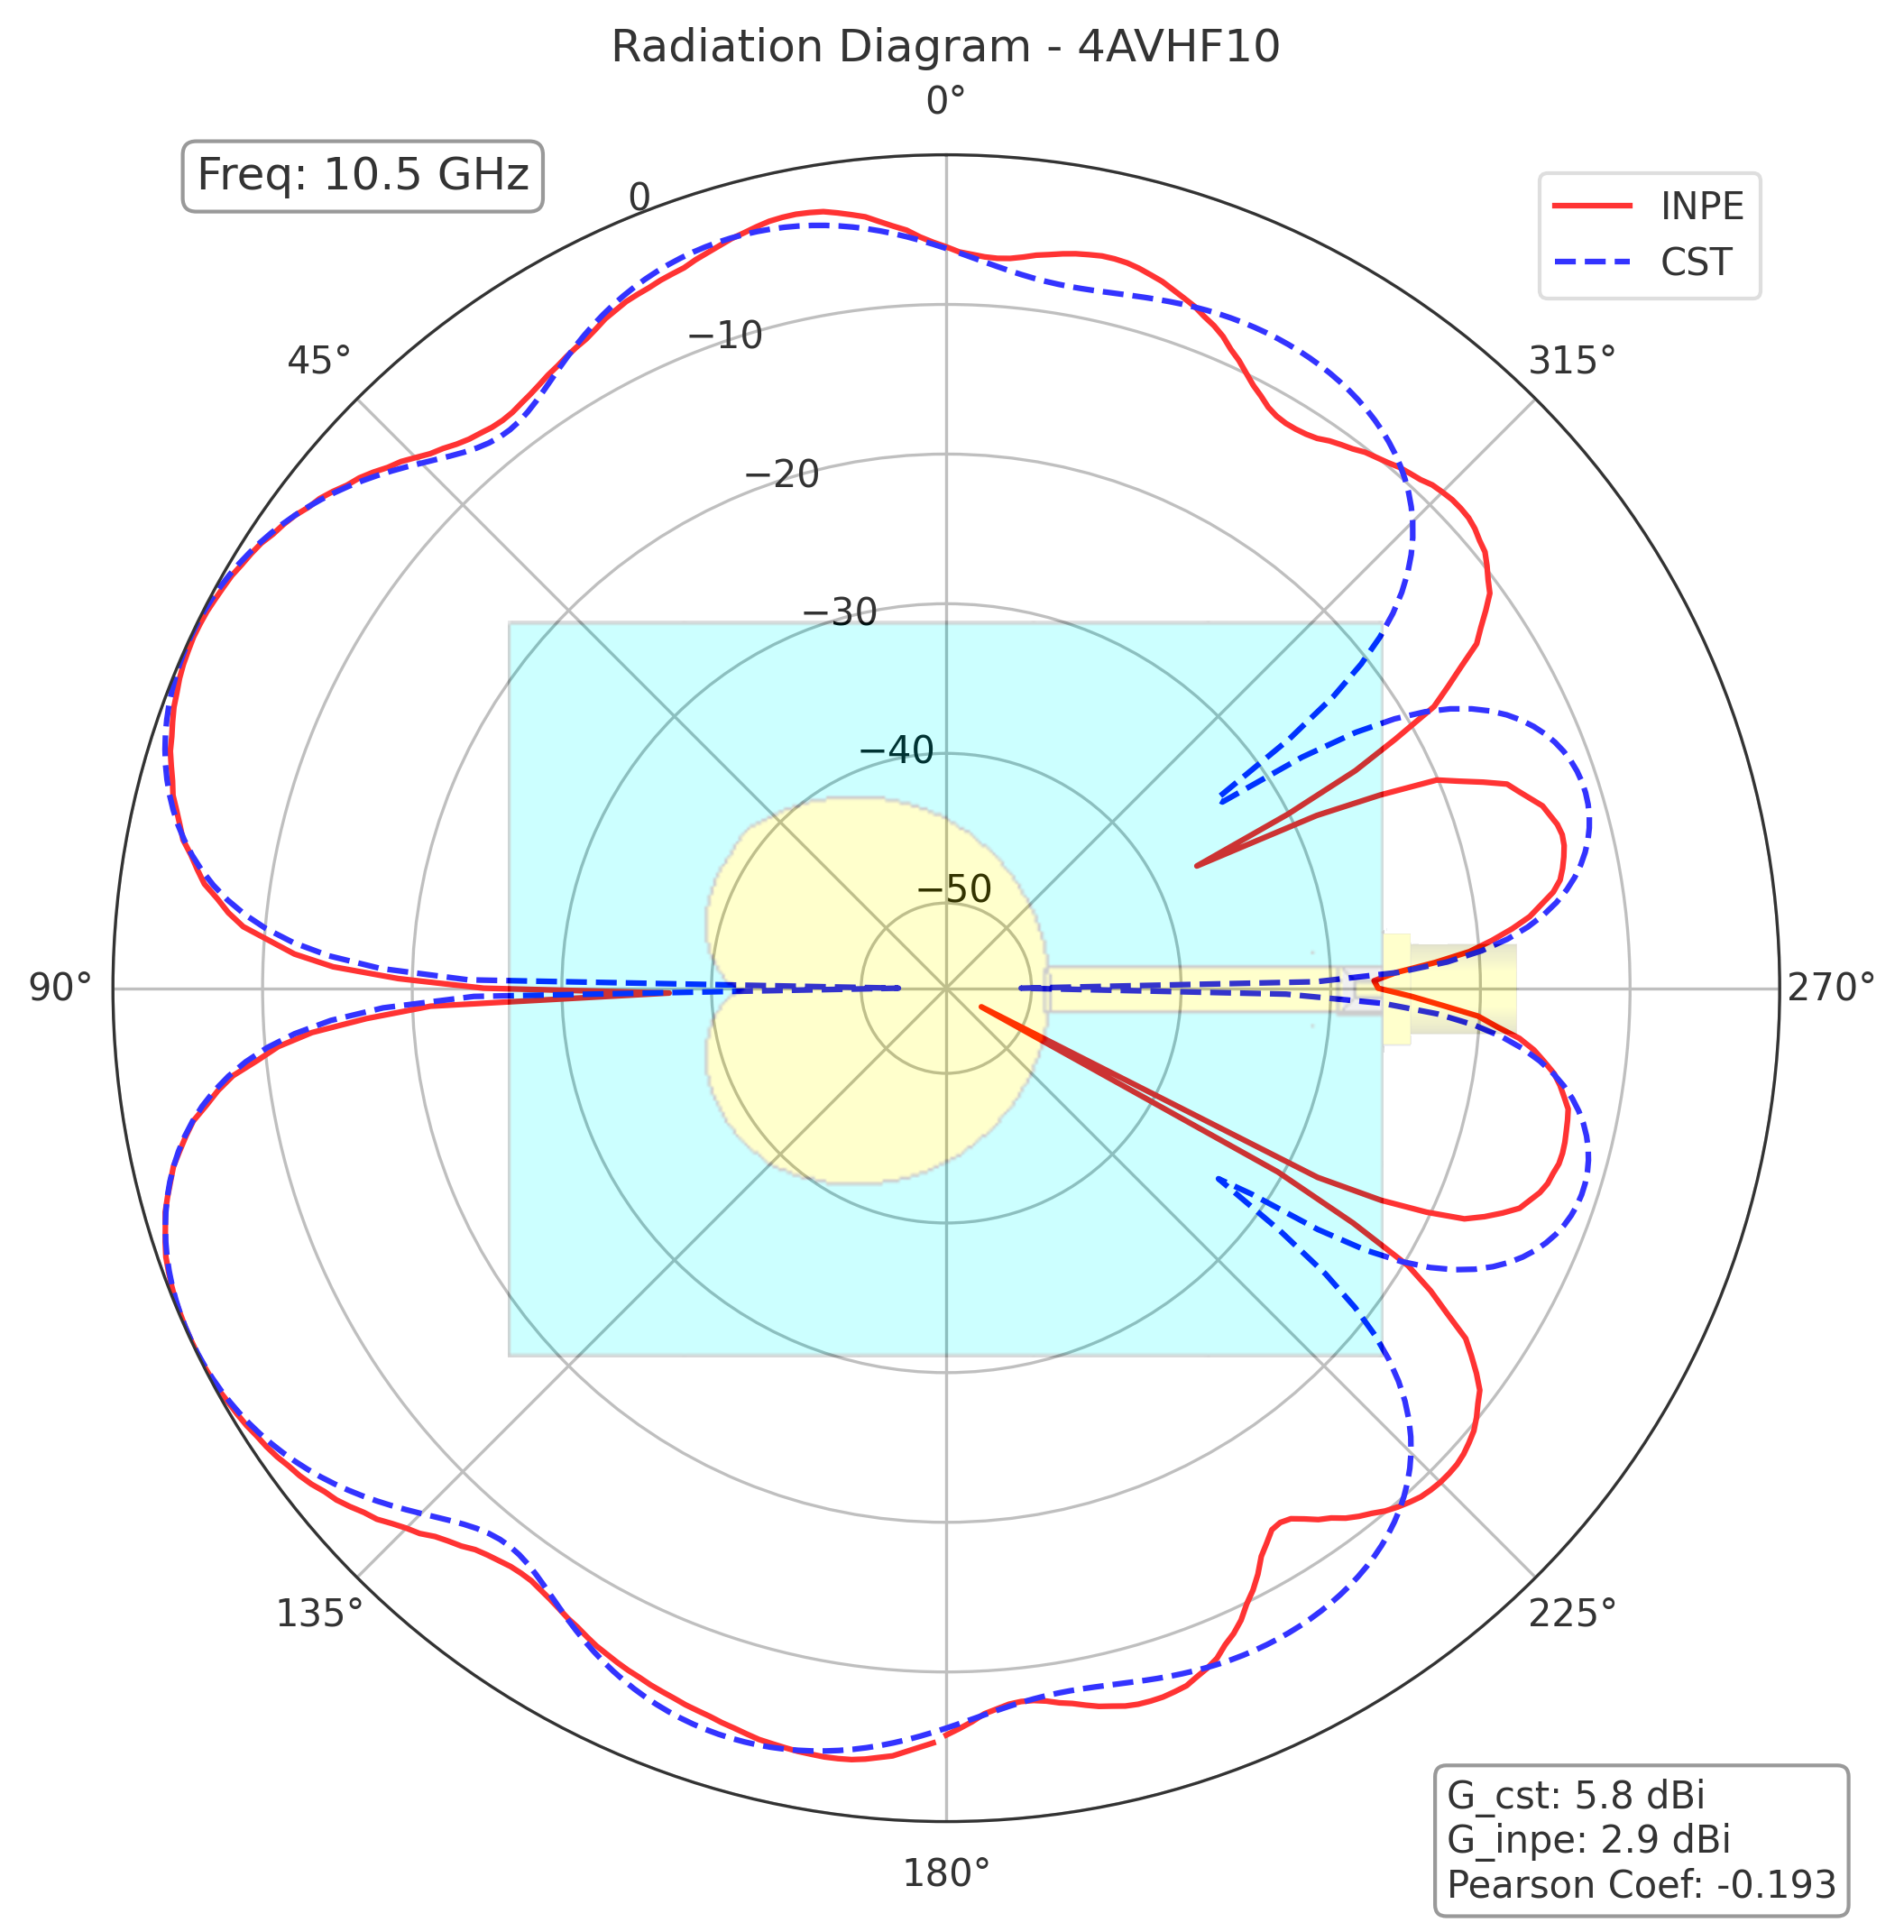 Radiation Diagram - 4AVHF10
0°
Freq: 10.5 GHz
INPE
CST
0
−10
−20
−30
−40
−50
45°
315°
90°
270°
135°
225°
180°
G_cst: 5.8 dBi
G_inpe: 2.9 dBi
Pearson Coef: -0.193